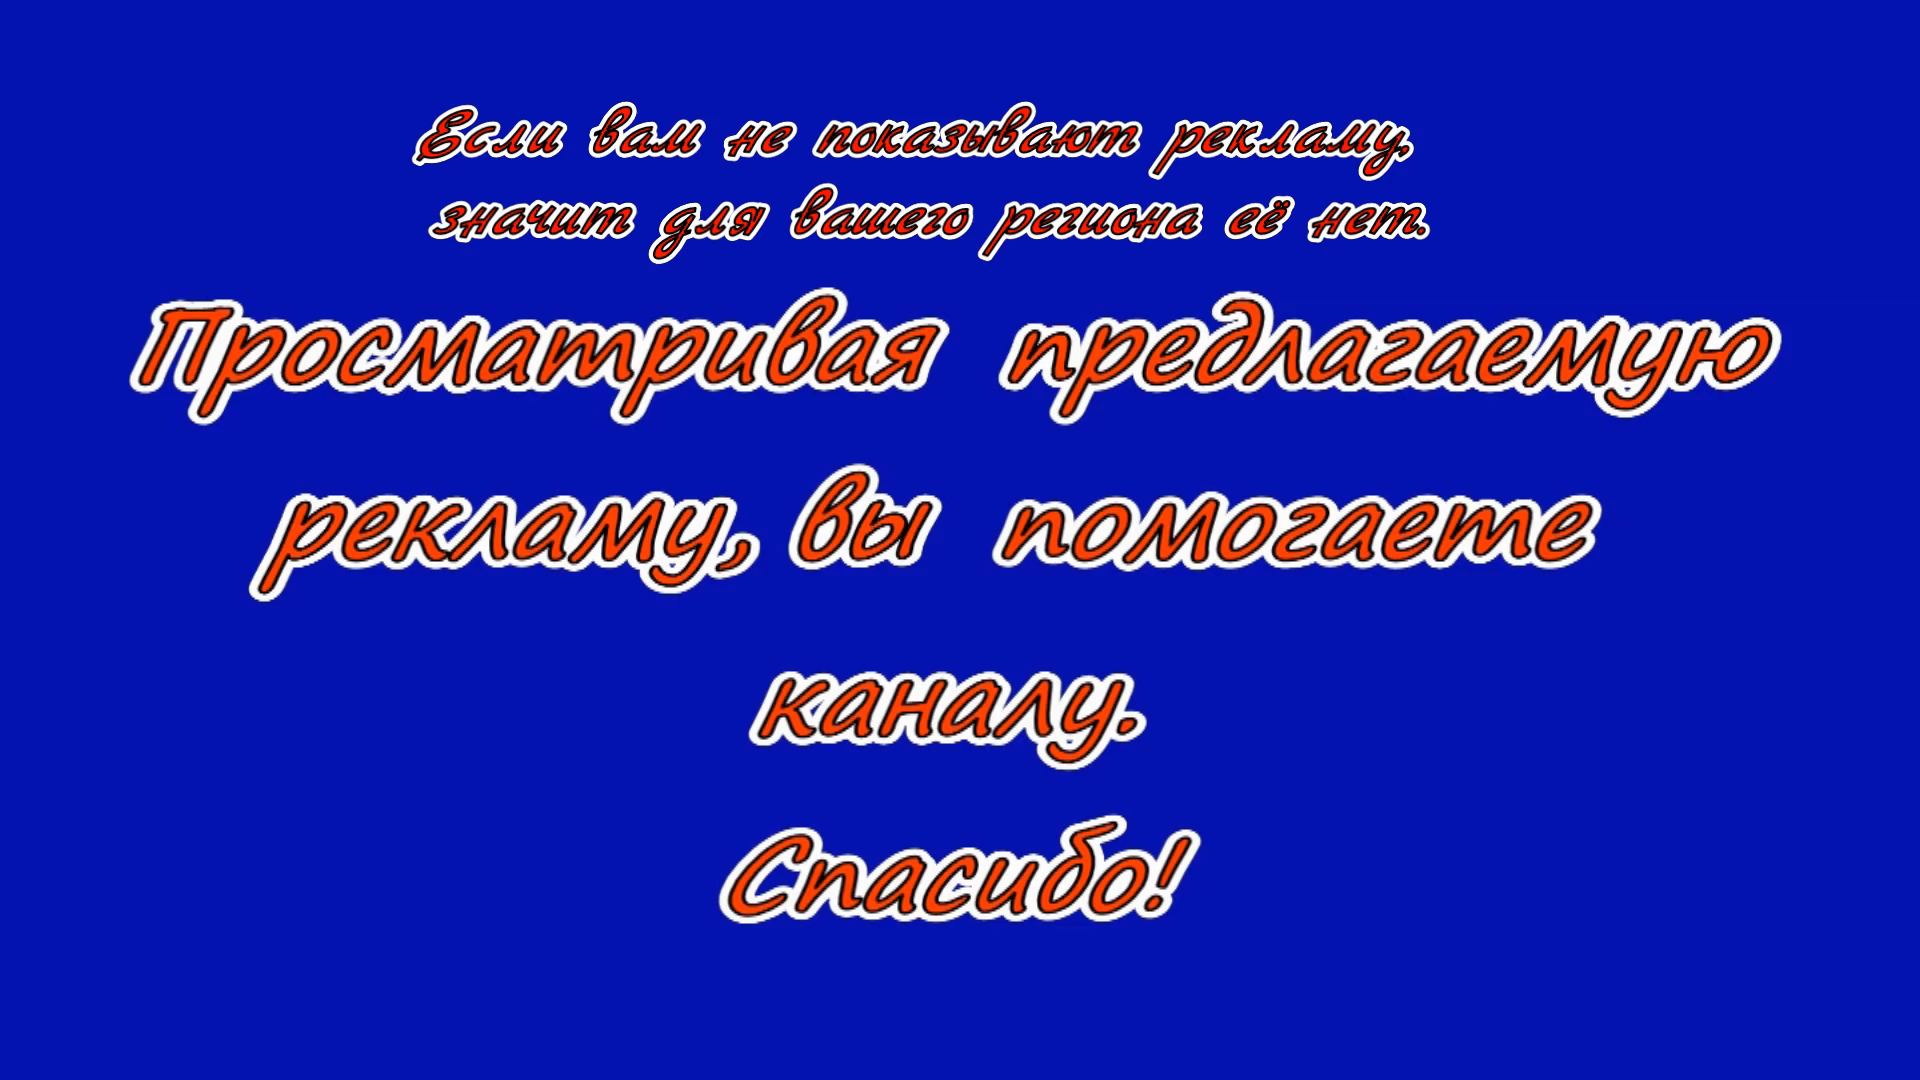 Если вам не показывают рекламу,
значит для вашего региона её нет.
Просматривая предлагаемую
рекламу, вы помогаете
каналу.
Спасибо!